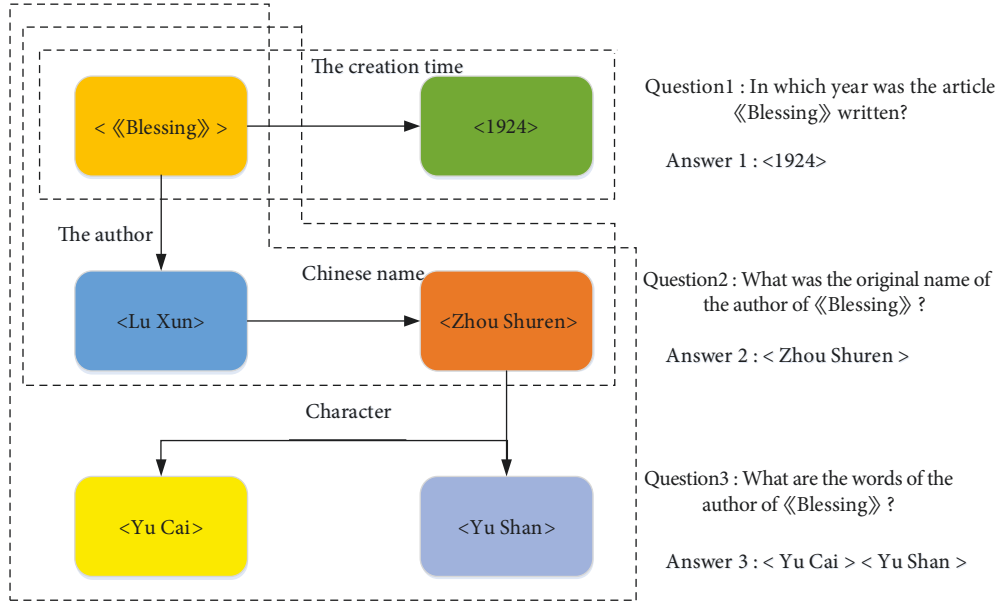 The creation time
< 《Blessing》 >
<1924>
Question1 : In which year was the article
《Blessing》 written?
Answer 1 : <1924>
The author
Chinese name
<Lu Xun>
<Zhou Shuren>
Question2 : What was the original name of
the author of 《Blessing》 ?
Answer 2 : < Zhou Shuren >
Character
<Yu Cai>
<Yu Shan>
Question3 : What are the words of the
author of 《Blessing》 ?
Answer 3 : < Yu Cai > < Yu Shan >